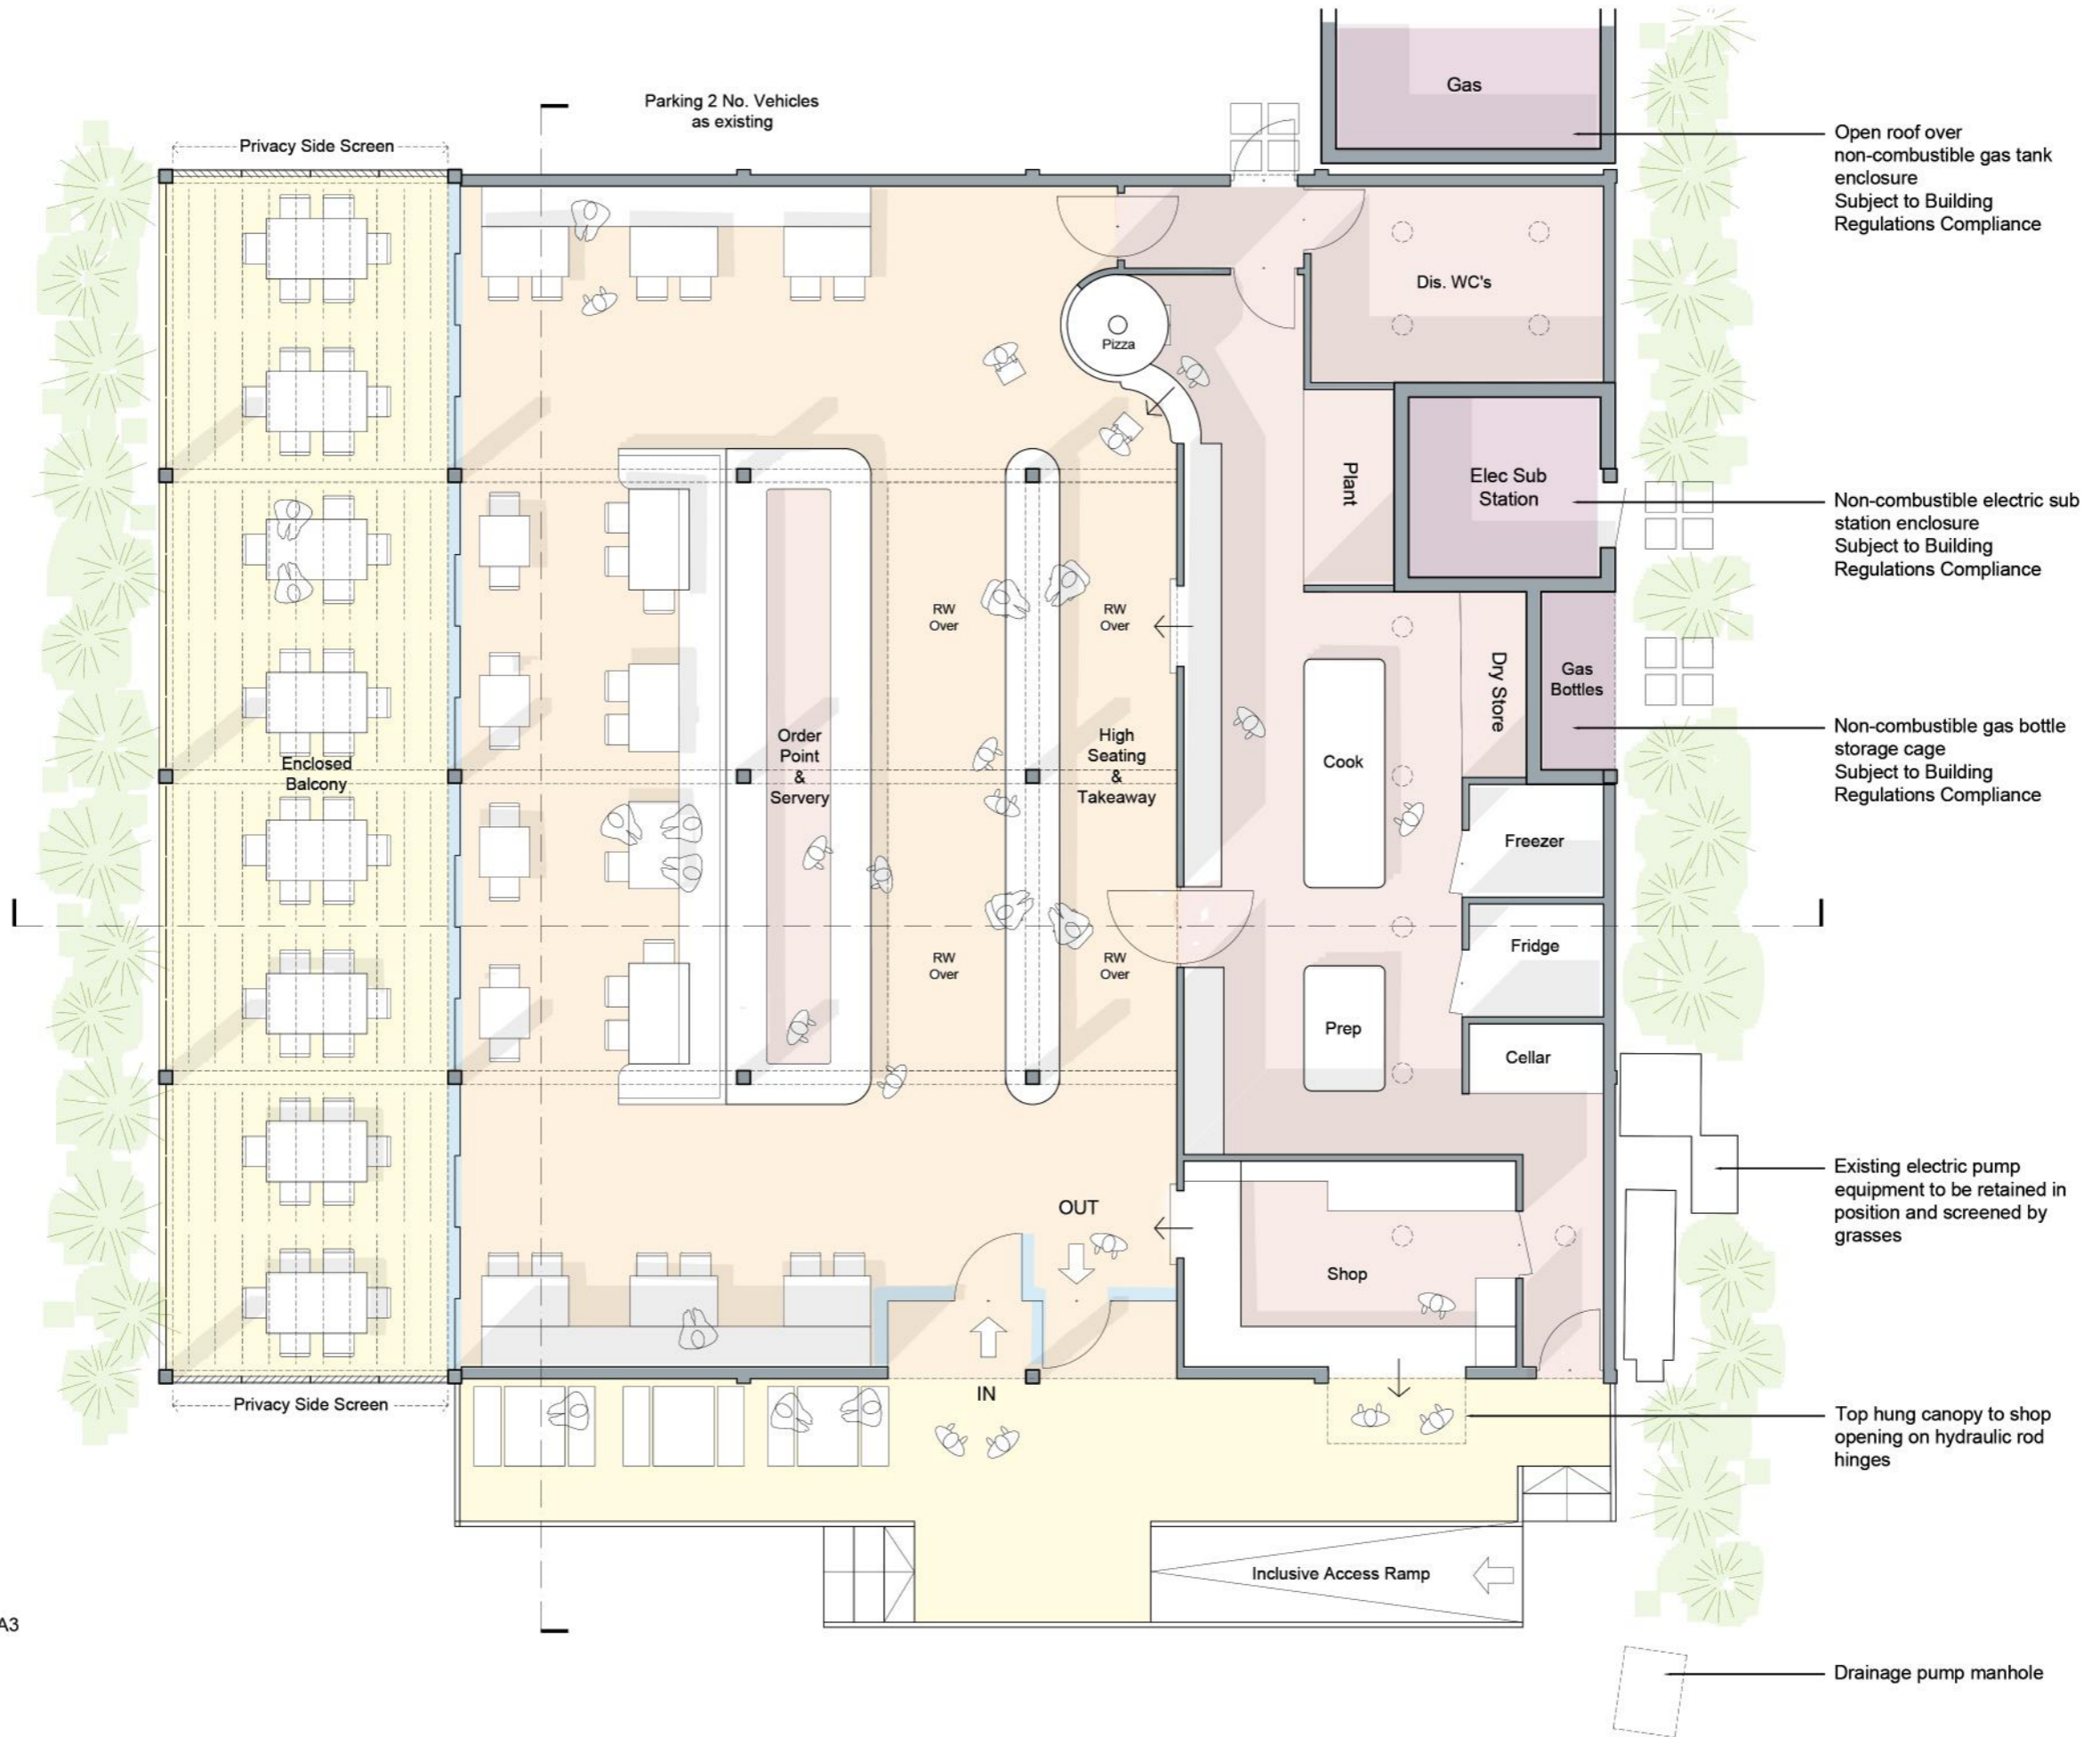 Gas
Parking 2 No. Vehicles
as existing
Privacy Side Screen
Open roof over
non-combustible gas tank
enclosure
Subject to Building
Regulations Compliance
Dis. WC's
Pizza
Plant
Elec Sub
Station
Non-combustible electric sub
station enclosure
Subject to Building
Regulations Compliance
RW
Over
RW
Over
Dry Store
Gas
Bottles
Non-combustible gas bottle
storage cage
Subject to Building
Regulations Compliance
Enclosed
Balcony
Order
Point
&
Servery
High
Seating
&
Takeaway
Cook
Freezer
Fridge
RW
Over
RW
Over
Prep
Cellar
Existing electric pump
equipment to be retained in
position and screened by
grasses
OUT
Shop
IN
Privacy Side Screen
Top hung canopy to shop
opening on hydraulic rod
hinges
Inclusive Access Ramp
A3
Drainage pump manhole